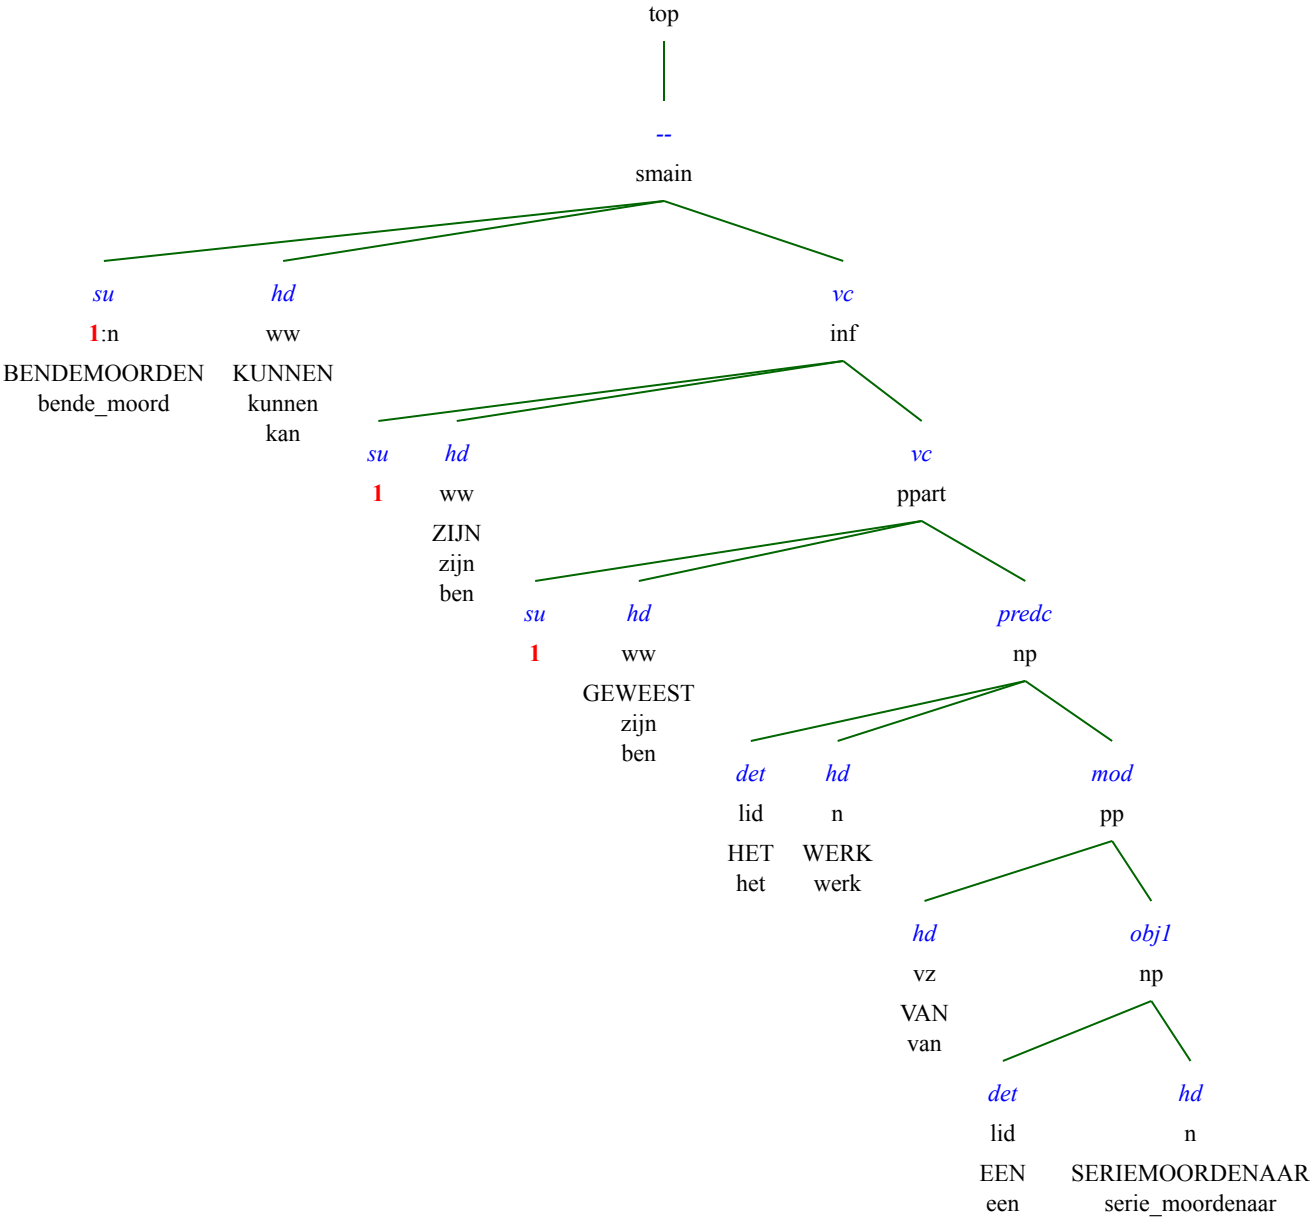 top
--
smain
su hd vc
1:n ww inf
BENDEMOORDEN KUNNEN
bende_moord kunnen
kan
su hd vc
1 ww ppart
ZIJN
zijn
ben
su hd predc
1 ww np
GEWEEST
zijn
ben
det hd mod
lid n pp
HET WERK
het werk
hd obj1
vz np
VAN
van
det hd
lid n
EEN SERIEMOORDENAAR
een serie_moordenaar